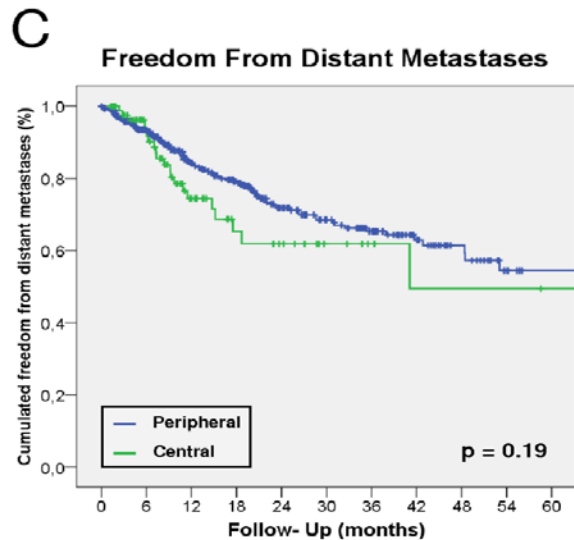 C
Freedom From Distant Metastases
Cumulated freedom from distant metastases (%)
1,0
0,8
0,6
0,4
0,2
0,0
Peripheral
Central
p = 0.19
0 6 12 18 24 30 36 42 48 54 60
Follow- Up (months)